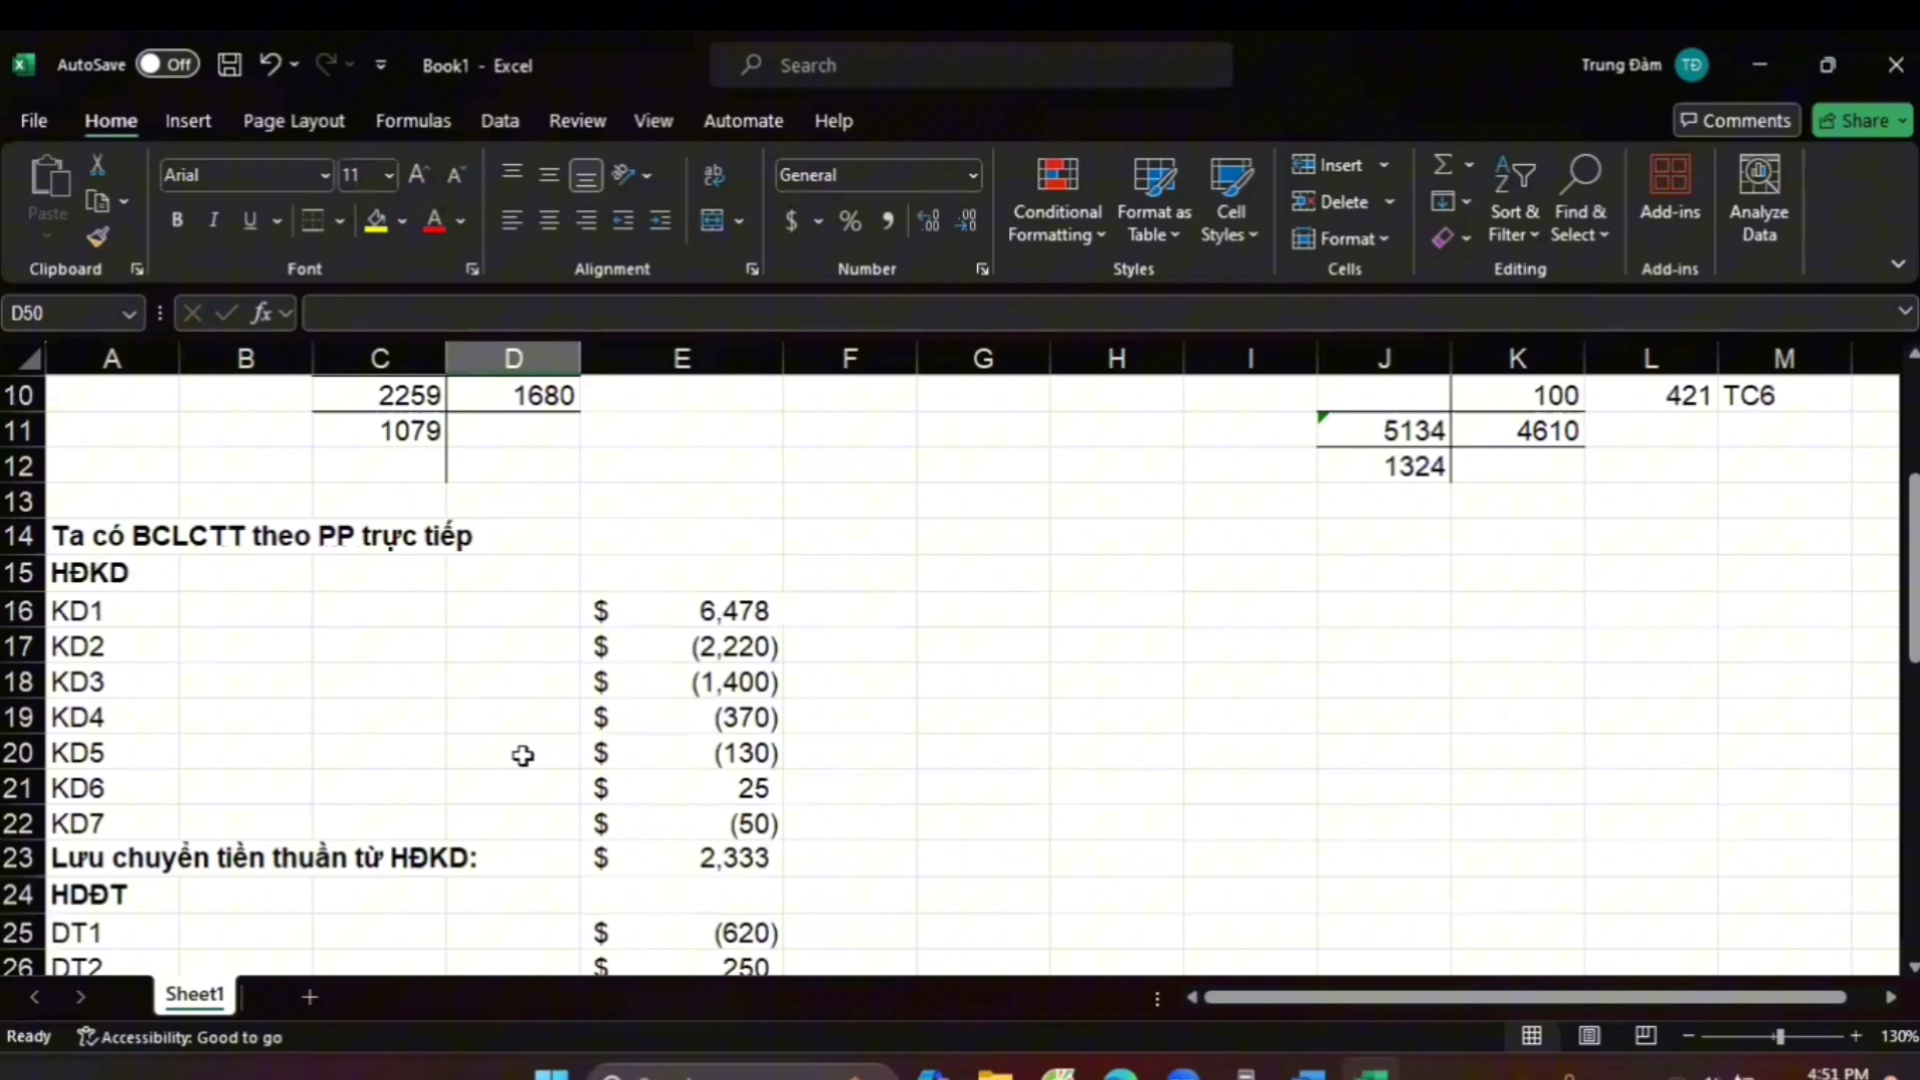 AutoSave Off Book1 - Excel Search Trung Đàm TĐ
File Home Insert Page Layout Formulas Data Review View Automate Help Comments Share
Paste Arial 11 General Conditional Formatting Format as Table Cell Styles Insert Delete Format Sort & Filter Find & Select Add-ins Analyze Data
Clipboard Font Alignment Number Styles Cells Editing Add-ins
D50 fx
A B C D E F G H I J K L M
10 2259 1680 100 421 TC6
11 1079 5134 4610
12 1324
13
14 Ta có BCLCTT theo PP trực tiếp
15 HĐKD
16 KD1 $ 6,478
17 KD2 $ (2,220)
18 KD3 $ (1,400)
19 KD4 $ (370)
20 KD5 $ (130)
21 KD6 $ 25
22 KD7 $ (50)
23 Lưu chuyển tiền thuần từ HĐKD: $ 2,333
24 HDĐT
25 DT1 $ (620)
26 DT2 $ 250
Sheet1
Ready Accessibility: Good to go 130%
4:51 PM